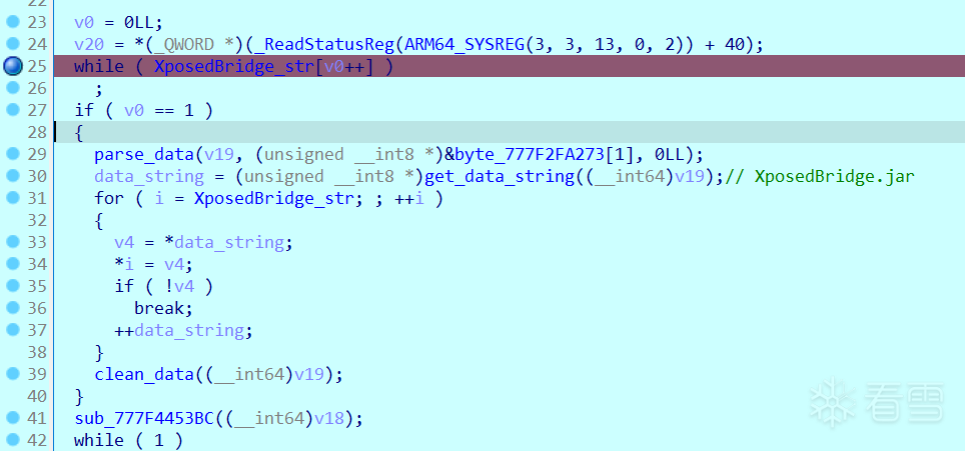 22
23 v0 = 0LL;
24 v20 = *(_QWORD *)(_ReadStatusReg(ARM64_SYSREG(3, 3, 13, 0, 2)) + 40);
25 while ( XposedBridge_str[v0++] )
26 ;
27 if ( v0 == 1 )
28 {
29 parse_data(v19, (unsigned __int8 *)&byte_777F2FA273[1], 0LL);
30 data_string = (unsigned __int8 *)get_data_string((__int64)v19);// XposedBridge.jar
31 for ( i = XposedBridge_str; ; ++i )
32 {
33 v4 = *data_string;
34 *i = v4;
35 if ( !v4 )
36 break;
37 ++data_string;
38 }
39 clean_data((__int64)v19);
40 }
41 sub_777F4453BC((__int64)v18);
42 while ( 1 )
看雪